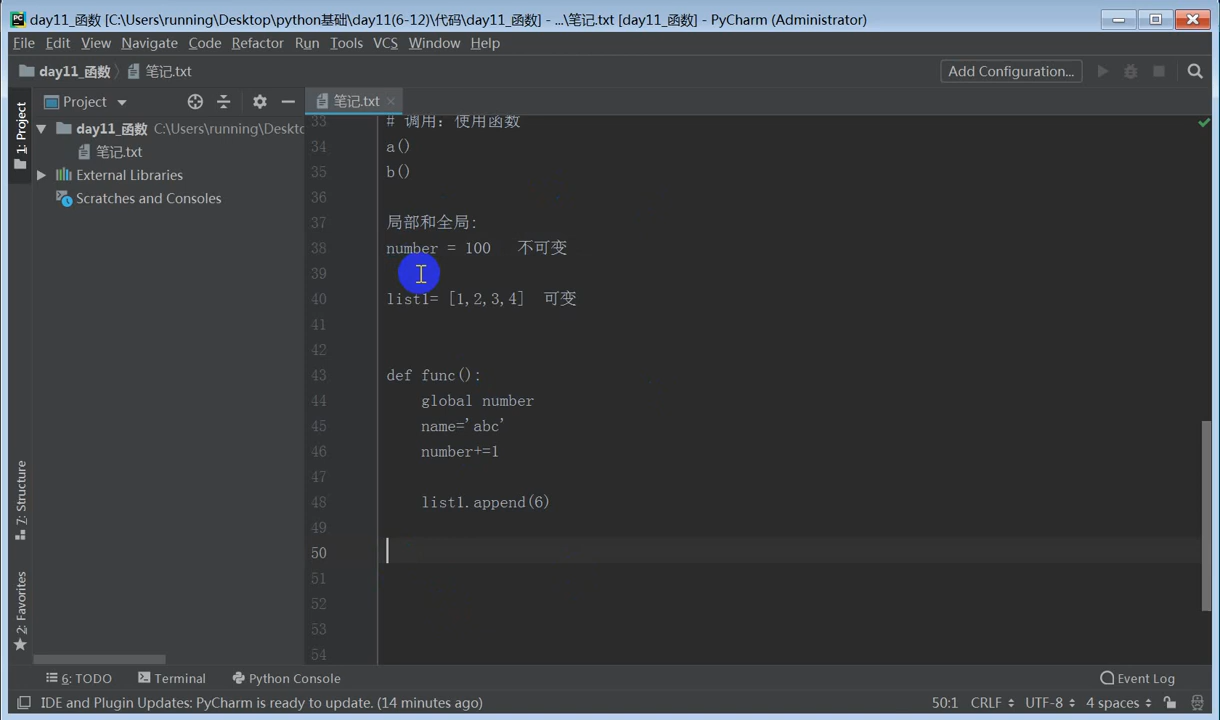 day11_函数 [C:\Users\running\Desktop\python基础\day11(6-12)\代码\day11_函数] - ...\笔记.txt [day11_函数] - PyCharm (Administrator)
File Edit View Navigate Code Refactor Run Tools VCS Window Help
day11_函数 笔记.txt Add Configuration...
Project 笔记.txt
1: Project
day11_函数 C:\Users\running\Deskto
笔记.txt
External Libraries
Scratches and Consoles
33 # 调用: 使用函数
34 a()
35 b()
36
37 局部和全局:
38 number = 100 不可变
39
40 list1= [1,2,3,4] 可变
41
42
43 def func():
44 global number
45 name='abc'
46 number+=1
47
48 list1.append(6)
49
50
51
52
53
54
7: Structure
2: Favorites
6: TODO Terminal Python Console Event Log
IDE and Plugin Updates: PyCharm is ready to update. (14 minutes ago) 50:1 CRLF UTF-8 4 spaces